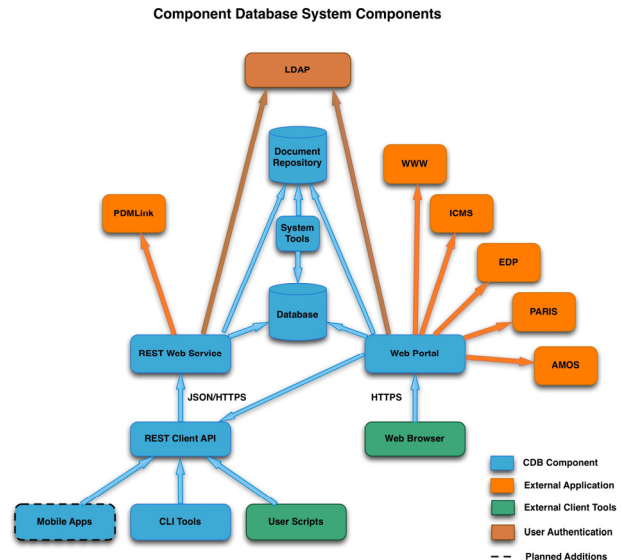 Component Database System Components
LDAP
Document
Repository
WWW
PDMLink
ICMS
System
Tools
EDP
Database
PARIS
REST Web Service
Web Portal
AMOS
JSON/HTTPS
HTTPS
REST Client API
Web Browser
CDB Component
External Application
External Client Tools
User Authentication
Planned Additions
Mobile Apps
CLI Tools
User Scripts